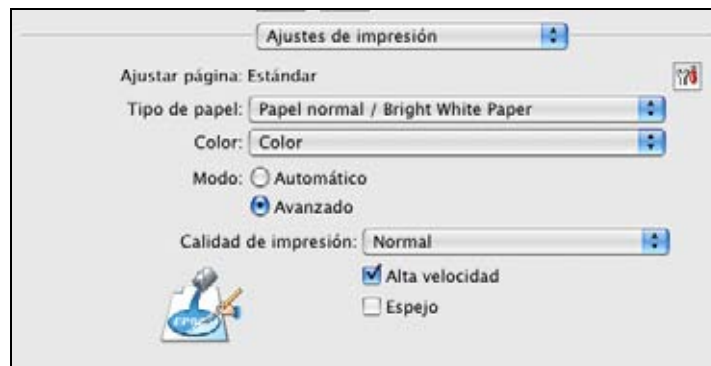 Ajustes de impresión
Ajustar página: Estándar
Tipo de papel: Papel normal / Bright White Paper
Color: Color
Modo: Automático
Avanzado
Calidad de impresión: Normal
Alta velocidad
Espejo